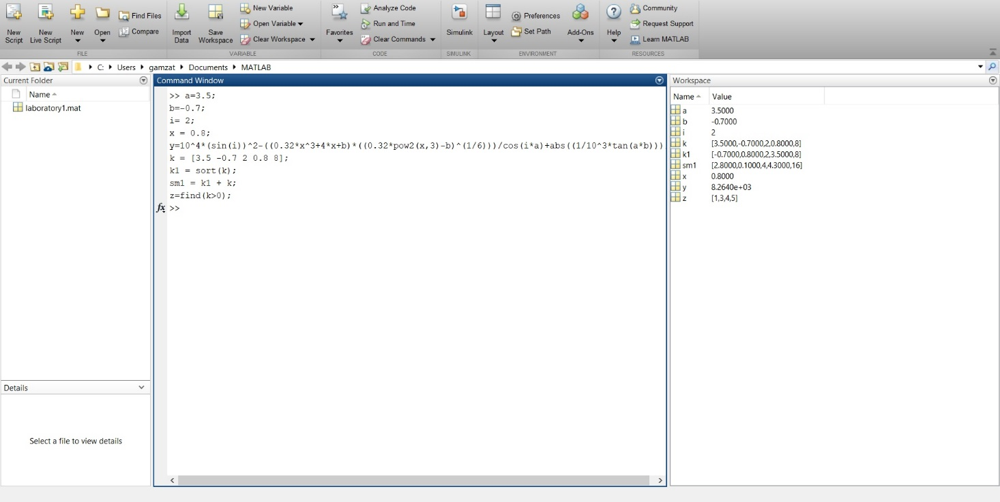 New Script
New Live Script
New
Open
Find Files
Compare
FILE
Import Data
Save Workspace
New Variable
Open Variable
Clear Workspace
VARIABLE
Favorites
Analyze Code
Run and Time
Clear Commands
CODE
Simulink
SIMULINK
Layout
Preferences
Set Path
Add-Ons
ENVIRONMENT
Help
Community
Request Support
Learn MATLAB
RESOURCES
C: Users gamzat Documents MATLAB
Current Folder
Name
laboratory1.mat
Details
Select a file to view details
Command Window
>> a=3.5;
b=-0.7;
i= 2;
x = 0.8;
y=10^4*(sin(i))^2-((0.32*x^3+4*x+b)*((0.32*pow2(x,3)-b)^(1/6)))/cos(i*a)+abs((1/10^3*tan(a*b)))
k = [3.5 -0.7 2 0.8 8];
k1 = sort(k);
sm1 = k1 + k;
z=find(k>0);
fx >>
Workspace
Name Value
a 3.5000
b -0.7000
i 2
k [3.5000,-0.7000,2,0.8000,8]
k1 [-0.7000,0.8000,2,3.5000,8]
sm1 [2.8000,0.1000,4,4.3000,16]
x 0.8000
y 8.2640e+03
z [1,3,4,5]